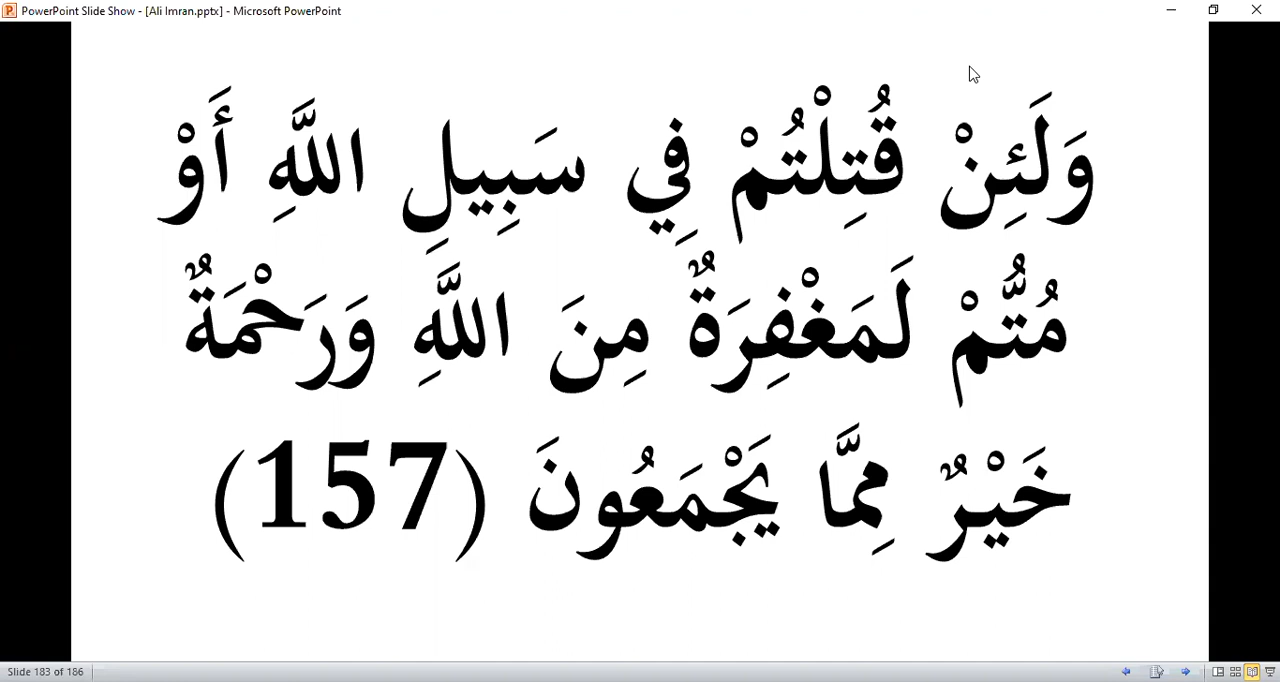 PowerPoint Slide Show - [Ali Imran.pptx] - Microsoft PowerPoint
وَلَئِنْ قُتِلْتُمْ فِي سَبِيلِ اللَّهِ أَوْ
مُتُّمْ لَمَغْفِرَةٌ مِنَ اللَّهِ وَرَحْمَةٌ
خَيْرٌ مِمَّا يَجْمَعُونَ (157)
Slide 183 of 186